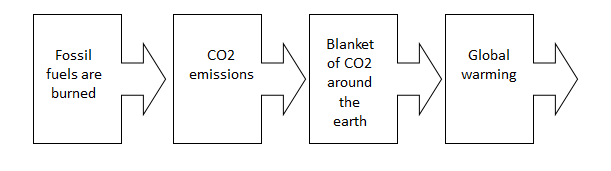 Fossil
fuels are
burned
CO2
emissions
Blanket
of CO2
around
the
earth
Global
warming